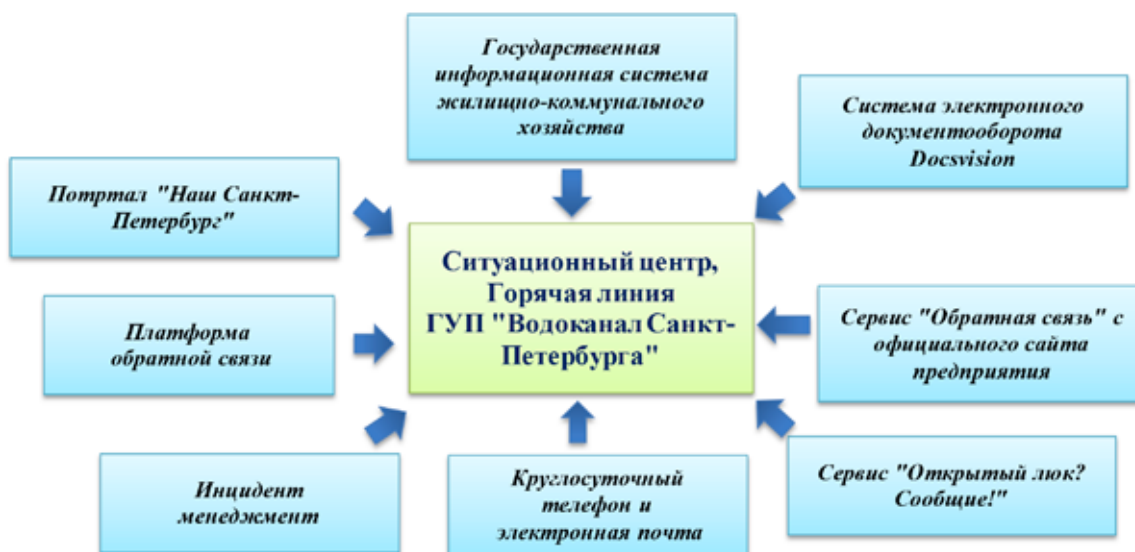 Государственная
информационная система
жилищно-коммунального
хозяйства
Система электронного
документооборота
Docsvision
Потртал "Наш Санкт-
Петербург"
Ситуационный центр,
Горячая линия
ГУП "Водоканал Санкт-
Петербурга"
Платформа
обратной связи
Сервис "Обратная связь" с
официального сайта
предприятия
Инцидент
менеджмент
Круглосуточный
телефон и
электронная почта
Сервис "Открытый люк?
Сообщие!"